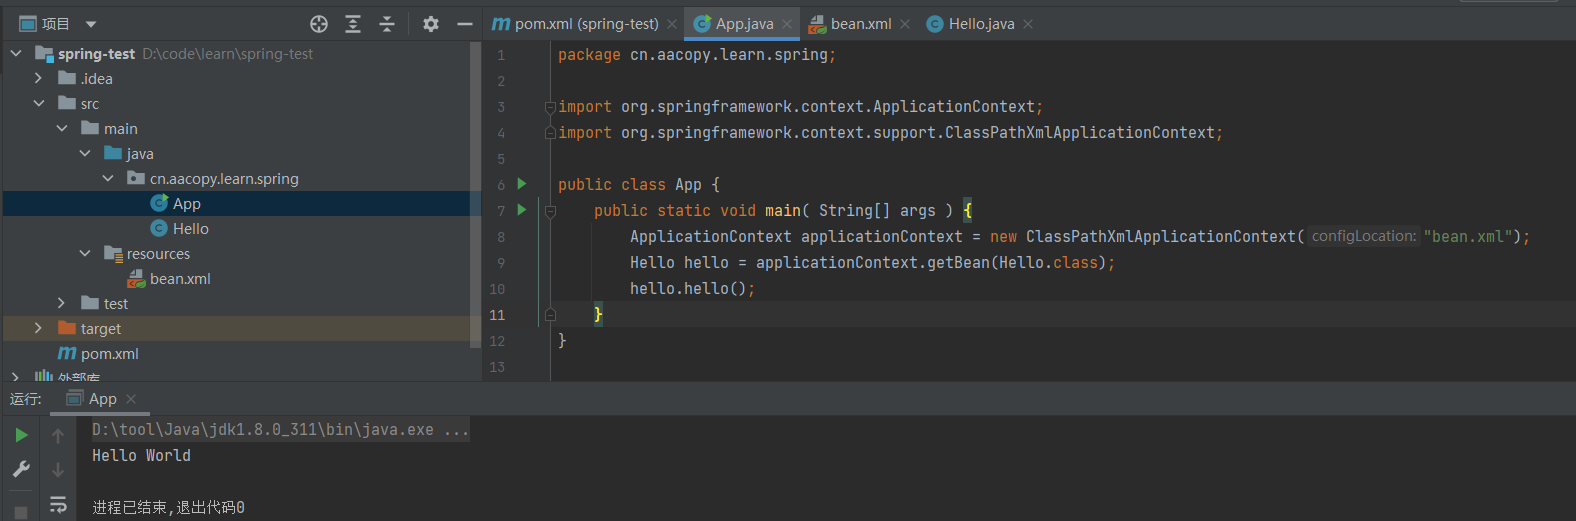 项目
pom.xml (spring-test)
App.java
bean.xml
Hello.java
spring-test D:\code\learn\spring-test
.idea
src
main
java
cn.aacopy.learn.spring
App
Hello
resources
bean.xml
test
target
pom.xml
外部库
1 package cn.aacopy.learn.spring;
2
3 import org.springframework.context.ApplicationContext;
4 import org.springframework.context.support.ClassPathXmlApplicationContext;
5
6 public class App {
7 public static void main( String[] args ) {
8 ApplicationContext applicationContext = new ClassPathXmlApplicationContext( configLocation: "bean.xml");
9 Hello hello = applicationContext.getBean(Hello.class);
10 hello.hello();
11 }
12 }
13
运行: App
D:\tool\Java\jdk1.8.0_311\bin\java.exe ...
Hello World
进程已结束,退出代码0